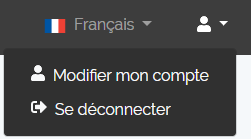 Français
Modifier mon compte
Se déconnecter